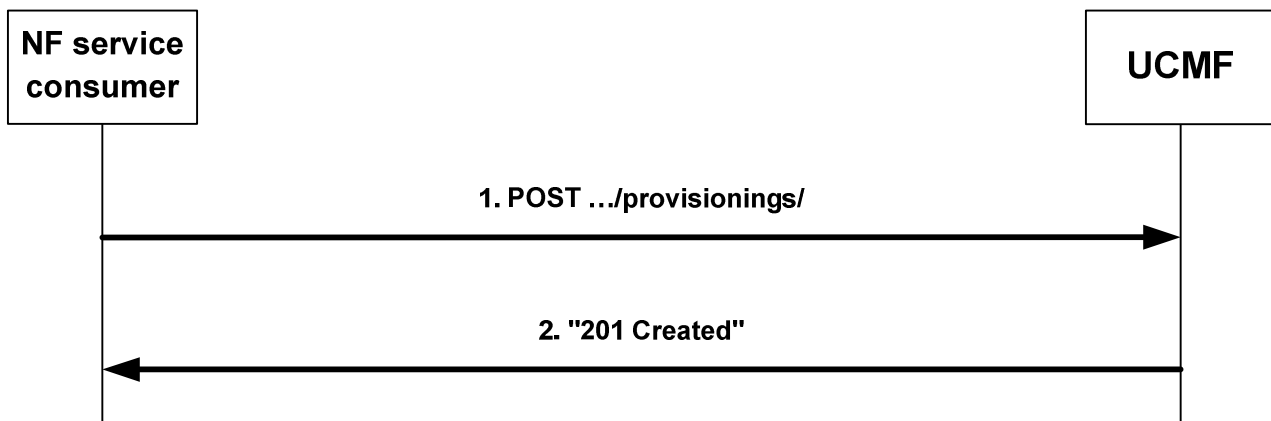 NF service
consumer
UCMF
1. POST …/provisionings/
2. "201 Created"